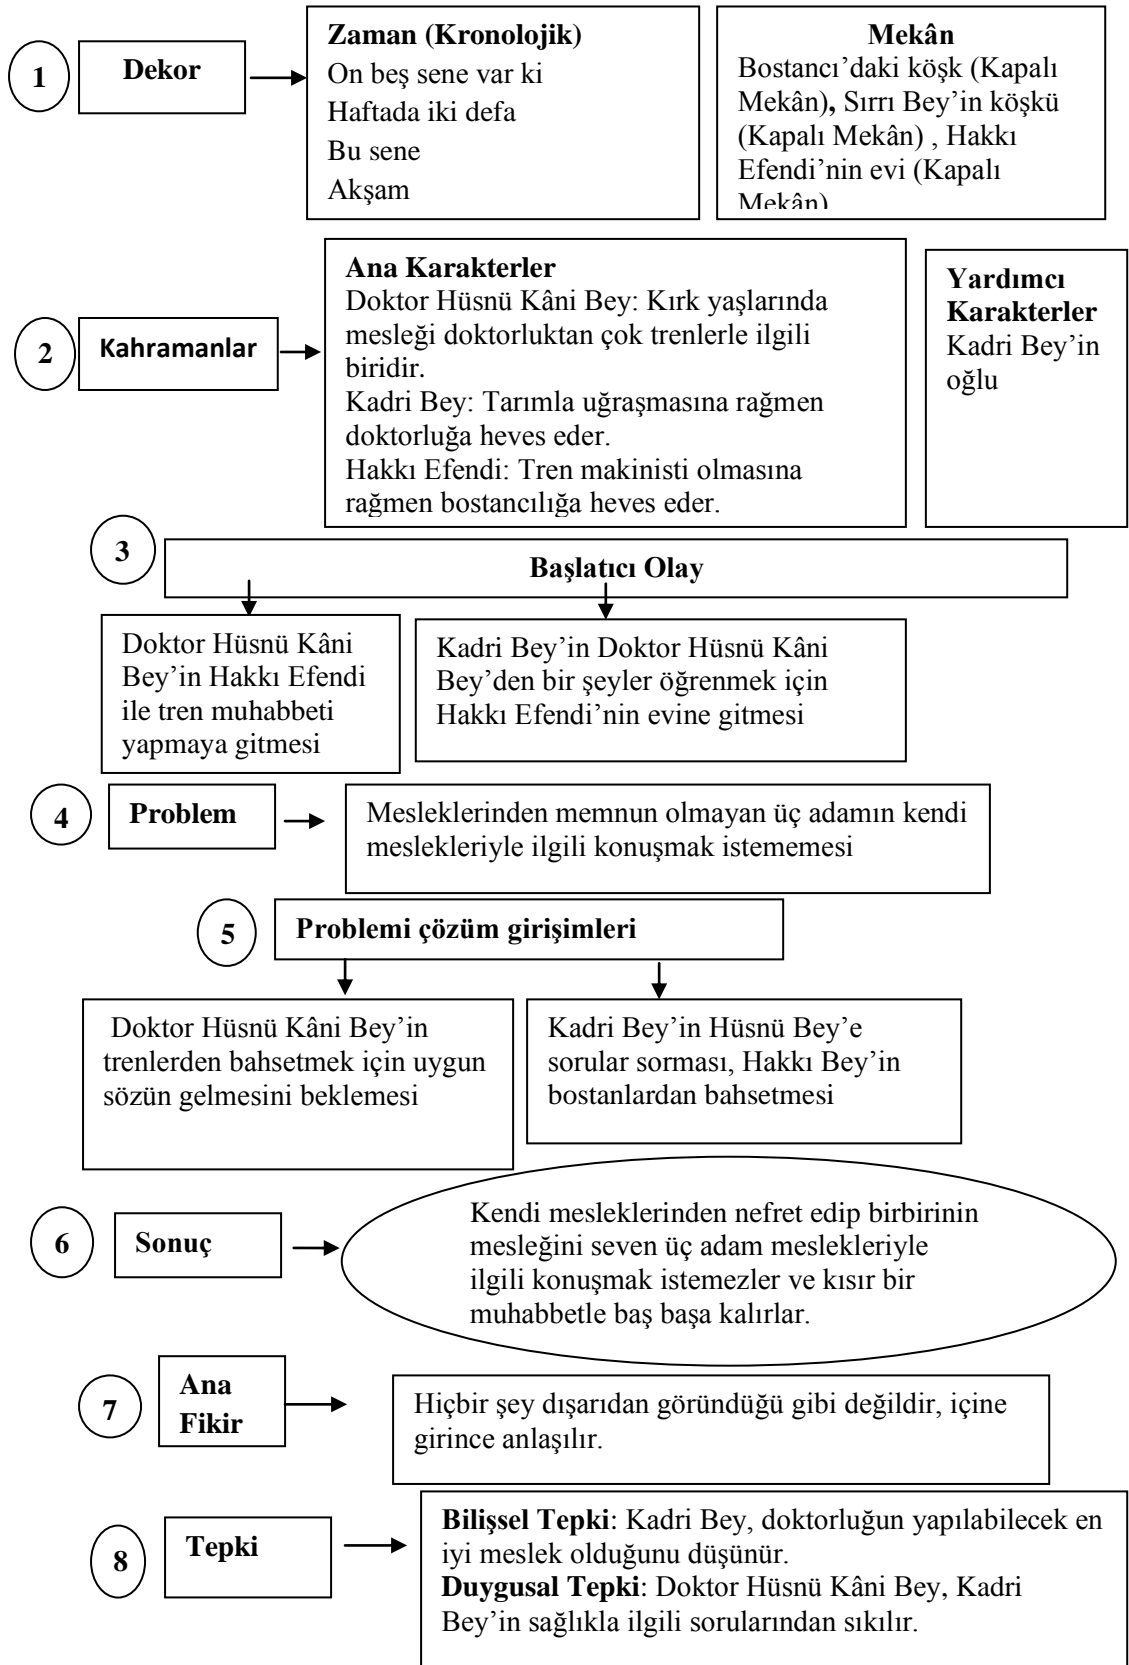 1
Dekor
Zaman (Kronolojik)
On beş sene var ki
Haftada iki defa
Bu sene
Akşam
Mekân
Bostancı’daki köşk (Kapalı
Mekân), Sırrı Bey’in köşkü
(Kapalı Mekân) , Hakkı
Efendi’nin evi (Kapalı
Mekân)
2
Kahramanlar
Ana Karakterler
Doktor Hüsnü Kâni Bey: Kırk yaşlarında
mesleği doktorluktan çok trenlerle ilgili
biridir.
Kadri Bey: Tarımla uğraşmasına rağmen
doktorluğa heves eder.
Hakkı Efendi: Tren makinisti olmasına
rağmen bostancılığa heves eder.
Yardımcı
Karakterler
Kadri Bey’in
oğlu
3
Başlatıcı Olay
Doktor Hüsnü Kâni
Bey’in Hakkı Efendi
ile tren muhabbeti
yapmaya gitmesi
Kadri Bey’in Doktor Hüsnü Kâni
Bey’den bir şeyler öğrenmek için
Hakkı Efendi’nin evine gitmesi
4
Problem
Mesleklerinden memnun olmayan üç adamın kendi
meslekleriyle ilgili konuşmak istememesi
5
Problemi çözüm girişimleri
Doktor Hüsnü Kâni Bey’in
trenlerden bahsetmek için uygun
sözün gelmesini beklemesi
Kadri Bey’in Hüsnü Bey’e
sorular sorması, Hakkı Bey’in
bostanlardan bahsetmesi
6
Sonuç
Kendi mesleklerinden nefret edip birbirinin
mesleğini seven üç adam meslekleriyle
ilgili konuşmak istemezler ve kısır bir
muhabbetle baş başa kalırlar.
7
Ana
Fikir
Hiçbir şey dışarıdan göründüğü gibi değildir, içine
girince anlaşılır.
8
Tepki
Bilişsel Tepki: Kadri Bey, doktorluğun yapılabilecek en
iyi meslek olduğunu düşünür.
Duygusal Tepki: Doktor Hüsnü Kâni Bey, Kadri
Bey’in sağlıkla ilgili sorularından sıkılır.